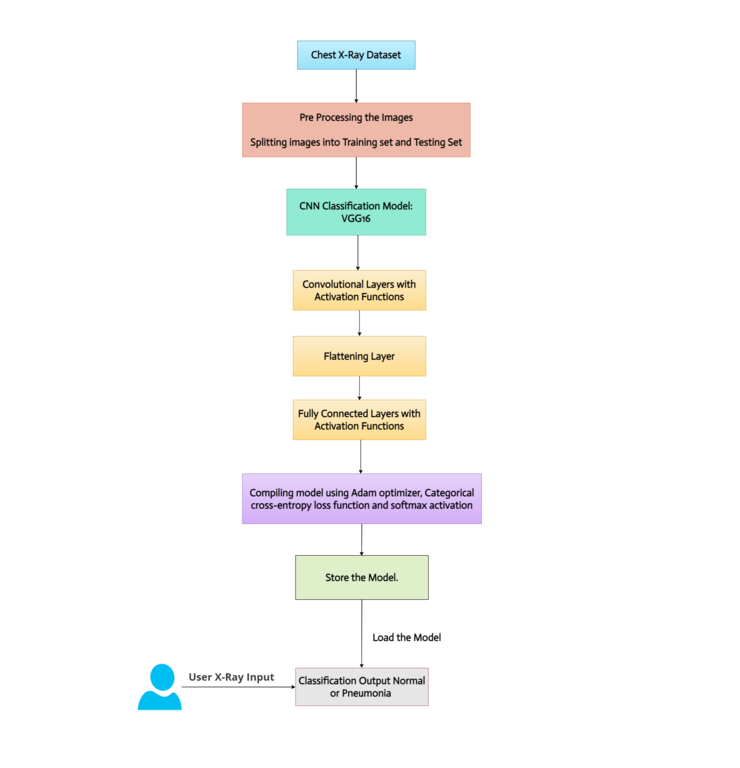 Chest X-Ray Dataset
Pre Processing the Images
Splitting images into Training set and Testing Set
CNN Classification Model:
VGG16
Convolutional Layers with
Activation Functions
Flattening Layer
Fully Connected Layers with
Activation Functions
Compiling model using Adam optimizer, Categorical
cross-entropy loss function and softmax activation
Store the Model.
Load the Model
User X-Ray Input
Classification Output Normal
or Pneumonia